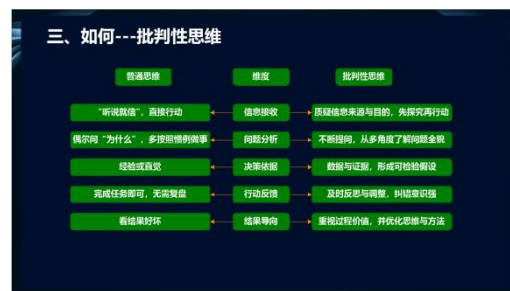 三、如何---批判性思维
普通思维 维度 批判性思维
“听说就信”，直接行动 信息接收 质疑信息来源与目的，先探究再行动
偶尔问“为什么”，多按照惯例做事 问题分析 不断提问，从多角度了解问题全貌
经验或直觉 决策依据 数据与证据，形成可检验假设
完成任务即可，无需复盘 行动反馈 及时反思与调整，纠错意识强
看结果好坏 结果导向 重视过程价值，并优化思维与方法